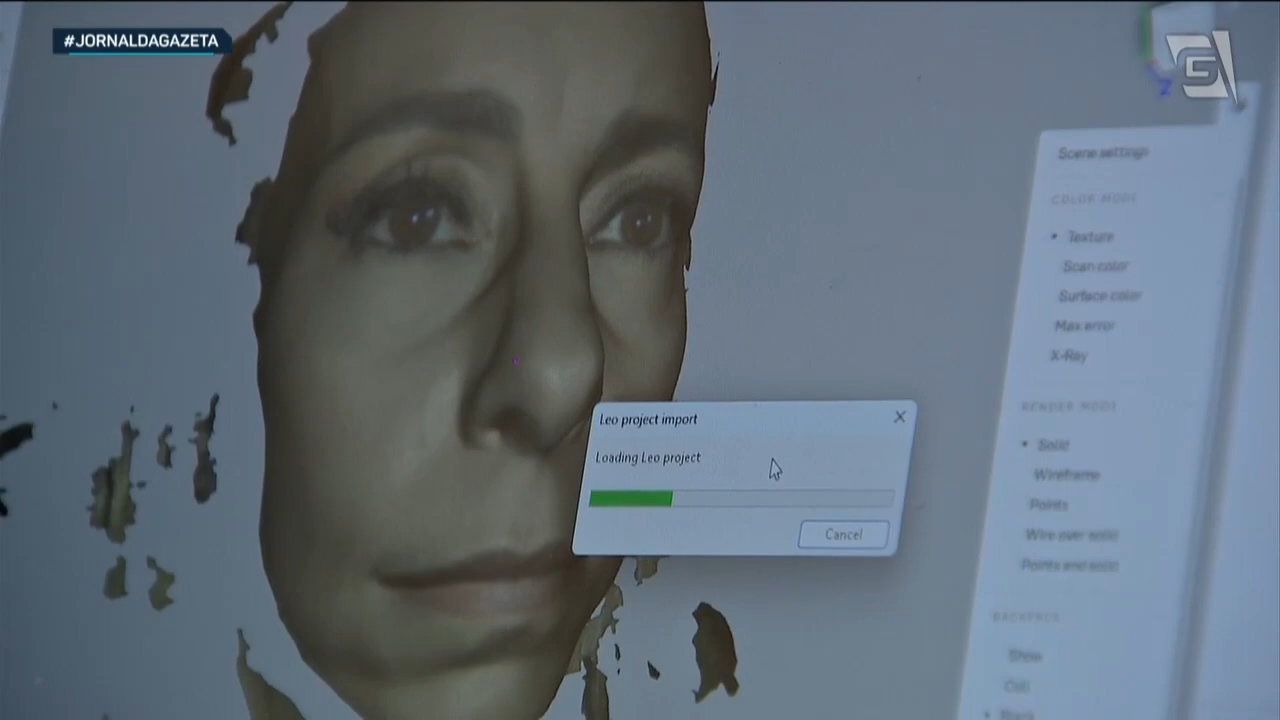 #JORNALDAGAZETA
G
Z
Scene settings
COLOR MODE
Texture
Scan color
Surface color
Max error
X-Ray
RENDER MODE
Solid
Wireframe
Points
Wire over solid
Points and solid
BACKFACE
Show
Cull
Leo project import
Loading Leo project
Cancel